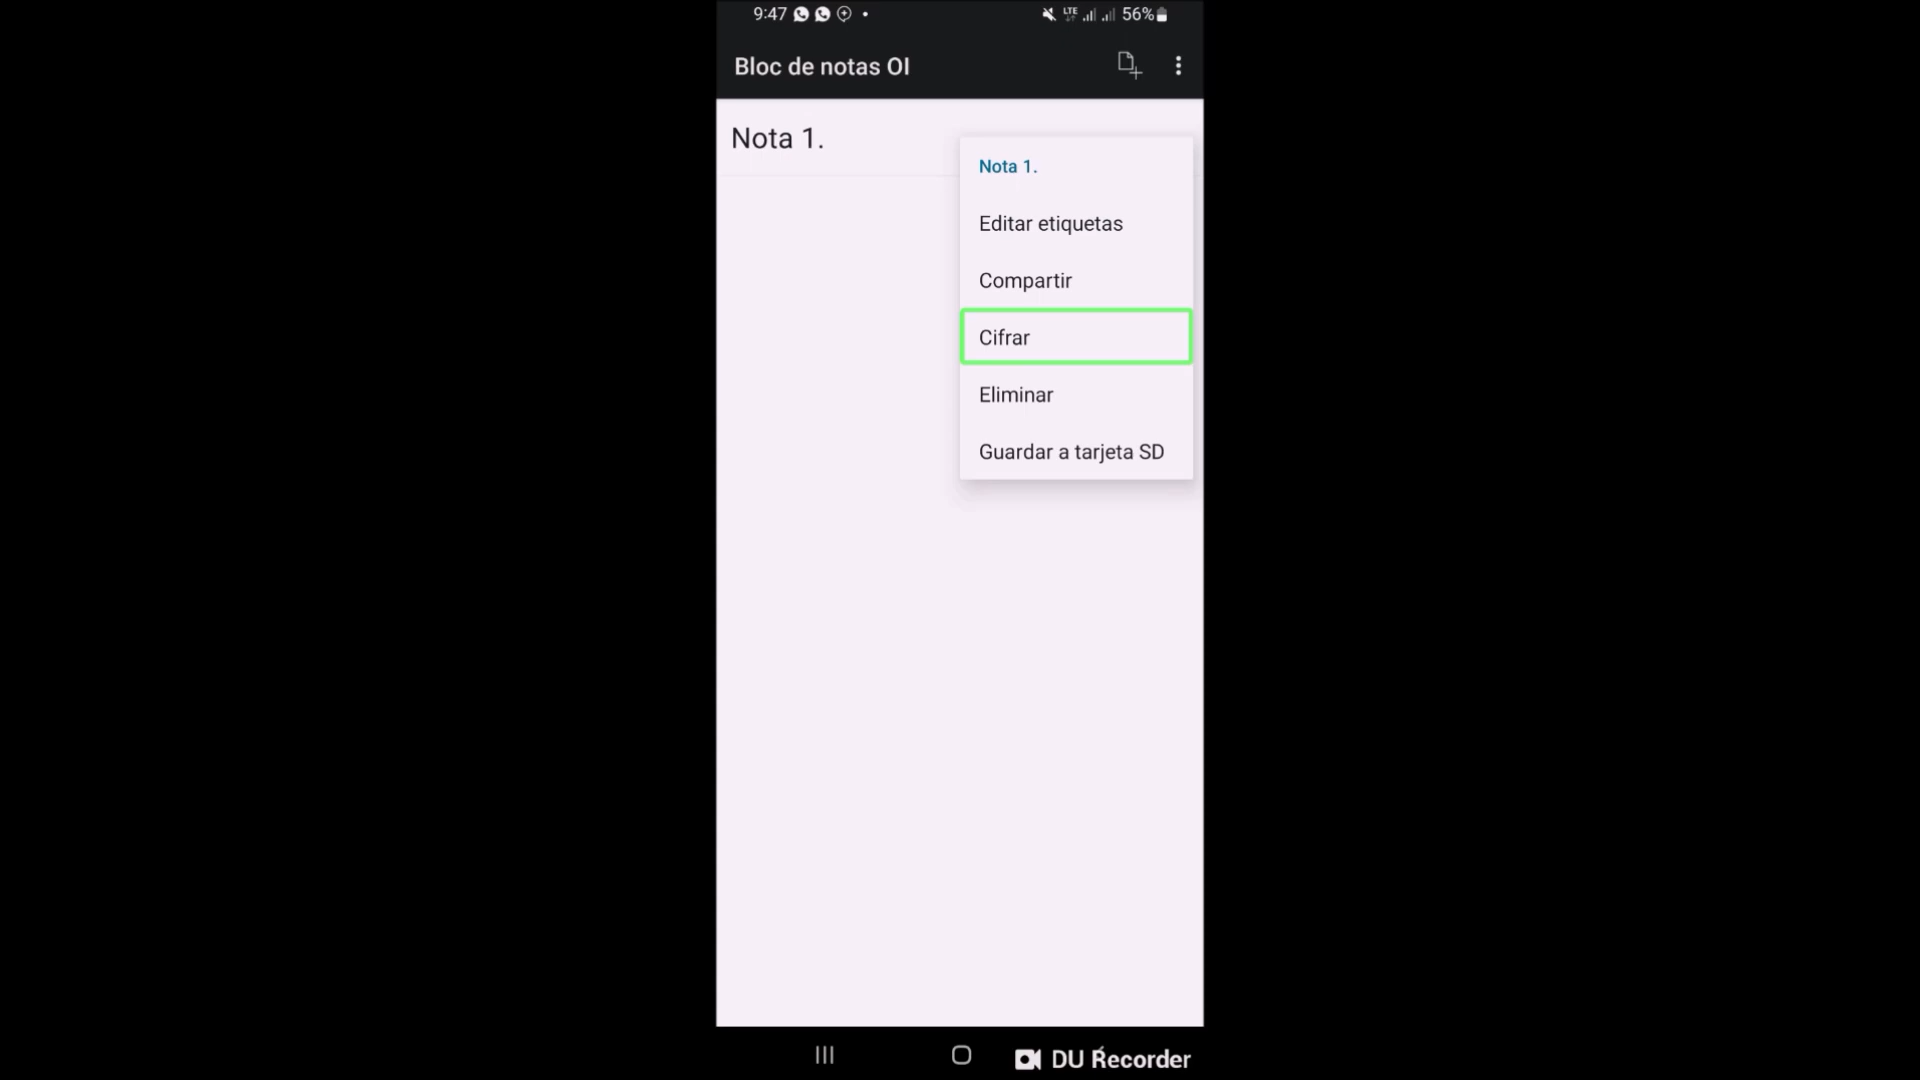 9:47 LTE 56%
Bloc de notas OI
Nota 1.
Nota 1.
Editar etiquetas
Compartir
Cifrar
Eliminar
Guardar a tarjeta SD
DU Recorder